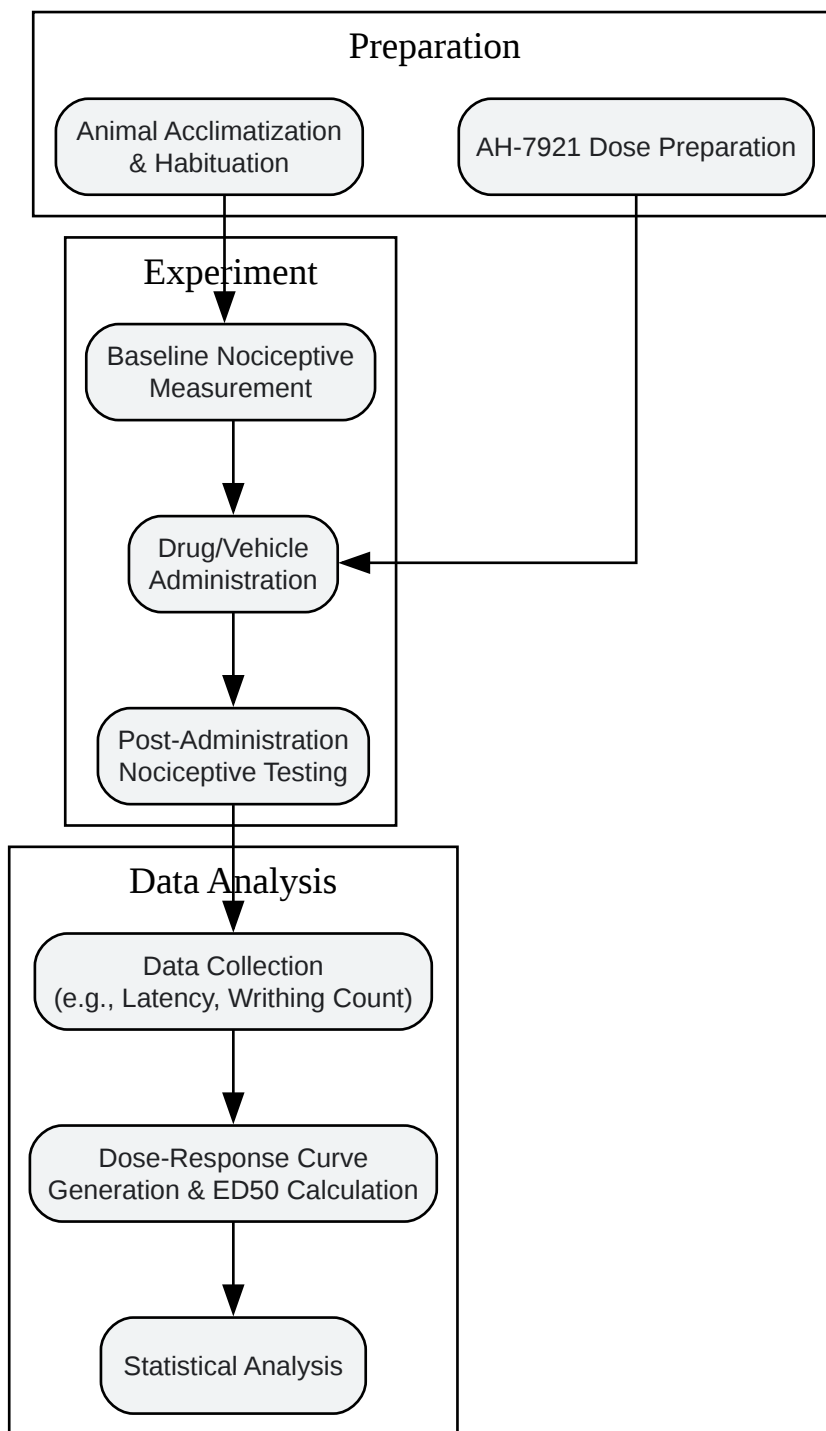 Preparation
Animal Acclimatization
& Habituation
AH-7921 Dose Preparation
Experiment
Baseline Nociceptive
Measurement
Drug/Vehicle
Administration
Post-Administration
Nociceptive Testing
Data Analysis
Data Collection
(e.g., Latency, Writhing Count)
Dose-Response Curve
Generation & ED50 Calculation
Statistical Analysis